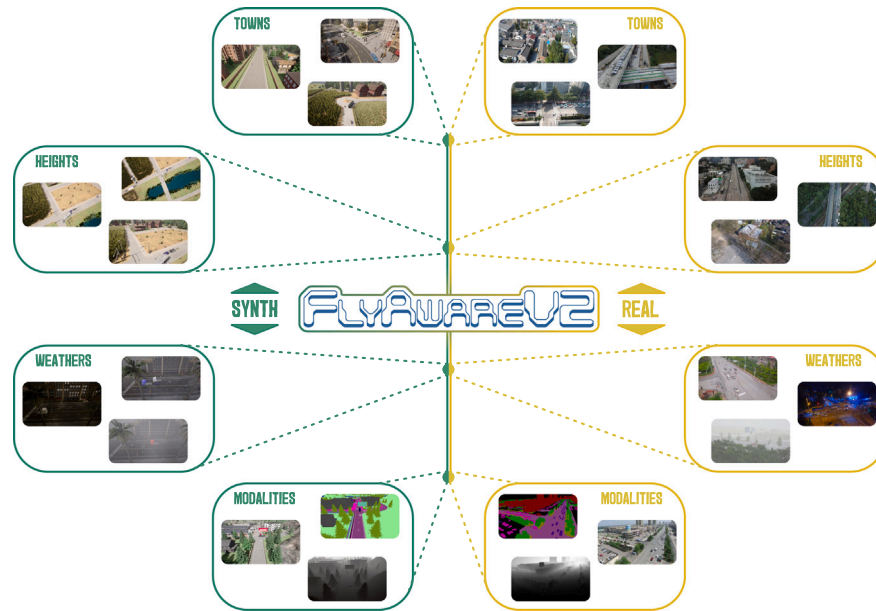 TOWNS
TOWNS
HEIGHTS
HEIGHTS
SYNTH
FLYAWAREV2
REAL
WEATHERS
WEATHERS
MODALITIES
MODALITIES